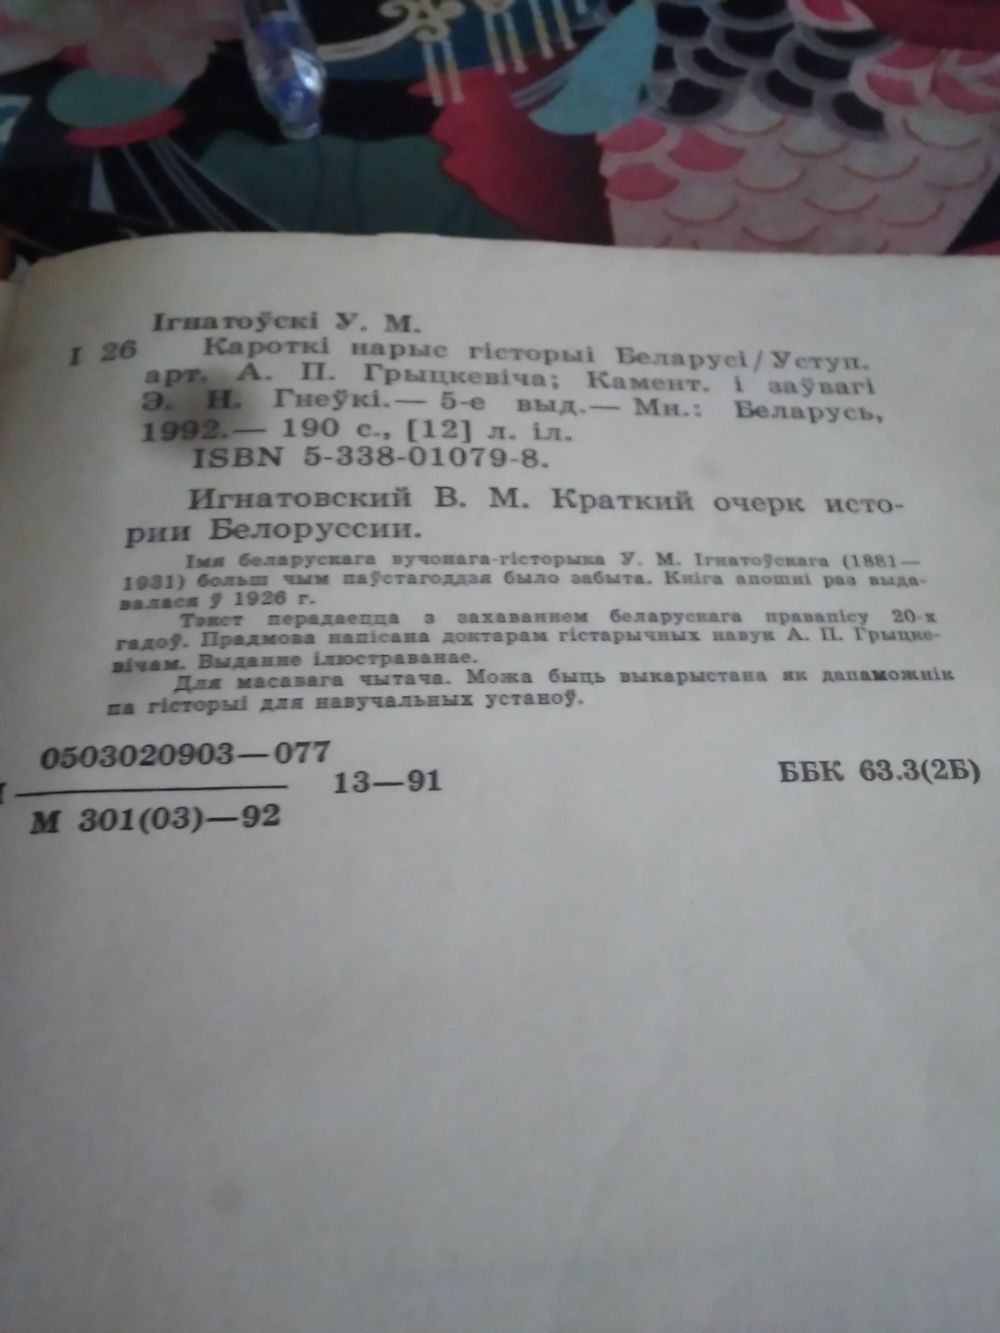 Ігнатоўскі У. М.
І 26 Кароткі нарыс гісторыі Беларусі/Уступ.
арт. А. П. Грыцкевіча; Камент. і заўвагі
Э. Н. Гнеўкі.— 5-е выд.— Мн.: Беларусь,
1992.— 190 с., [12] л. іл.
ISBN 5-338-01079-8.
Игнатовский В. М. Краткий очерк исто-
рии Белоруссии.
Імя беларускага вучонага-гісторыка У. М. Ігнатоўскага (1881—
1931) больш чым паўстагоддзя было забыта. Кніга апошні раз выда-
валася ў 1926 г.
Тэкст перадаецца з захаваннем беларускага правапісу 20-х
гадоў. Прадмова напісана доктарам гістарычных навук А. П. Грыцке-
вічам. Выданне ілюстраванае.
Для масавага чытача. Можа быць выкарыстана як дапаможнік
па гісторыі для навучальных устаноў.
0503020903—077
13—91
М 301(03)—92
ББК 63.3(2Б)